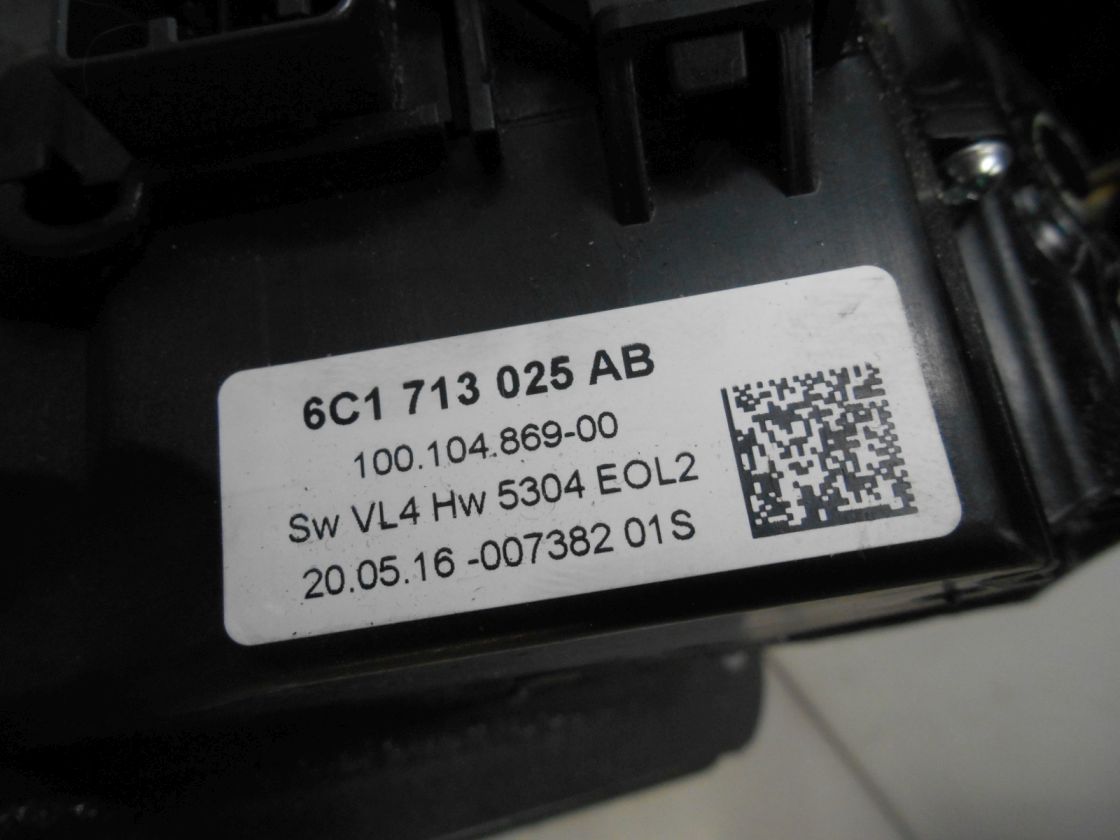 6C1 713 025 AB
100.104.869-00
Sw VL4 Hw 5304 EOL2
20.05.16 -007382 01S